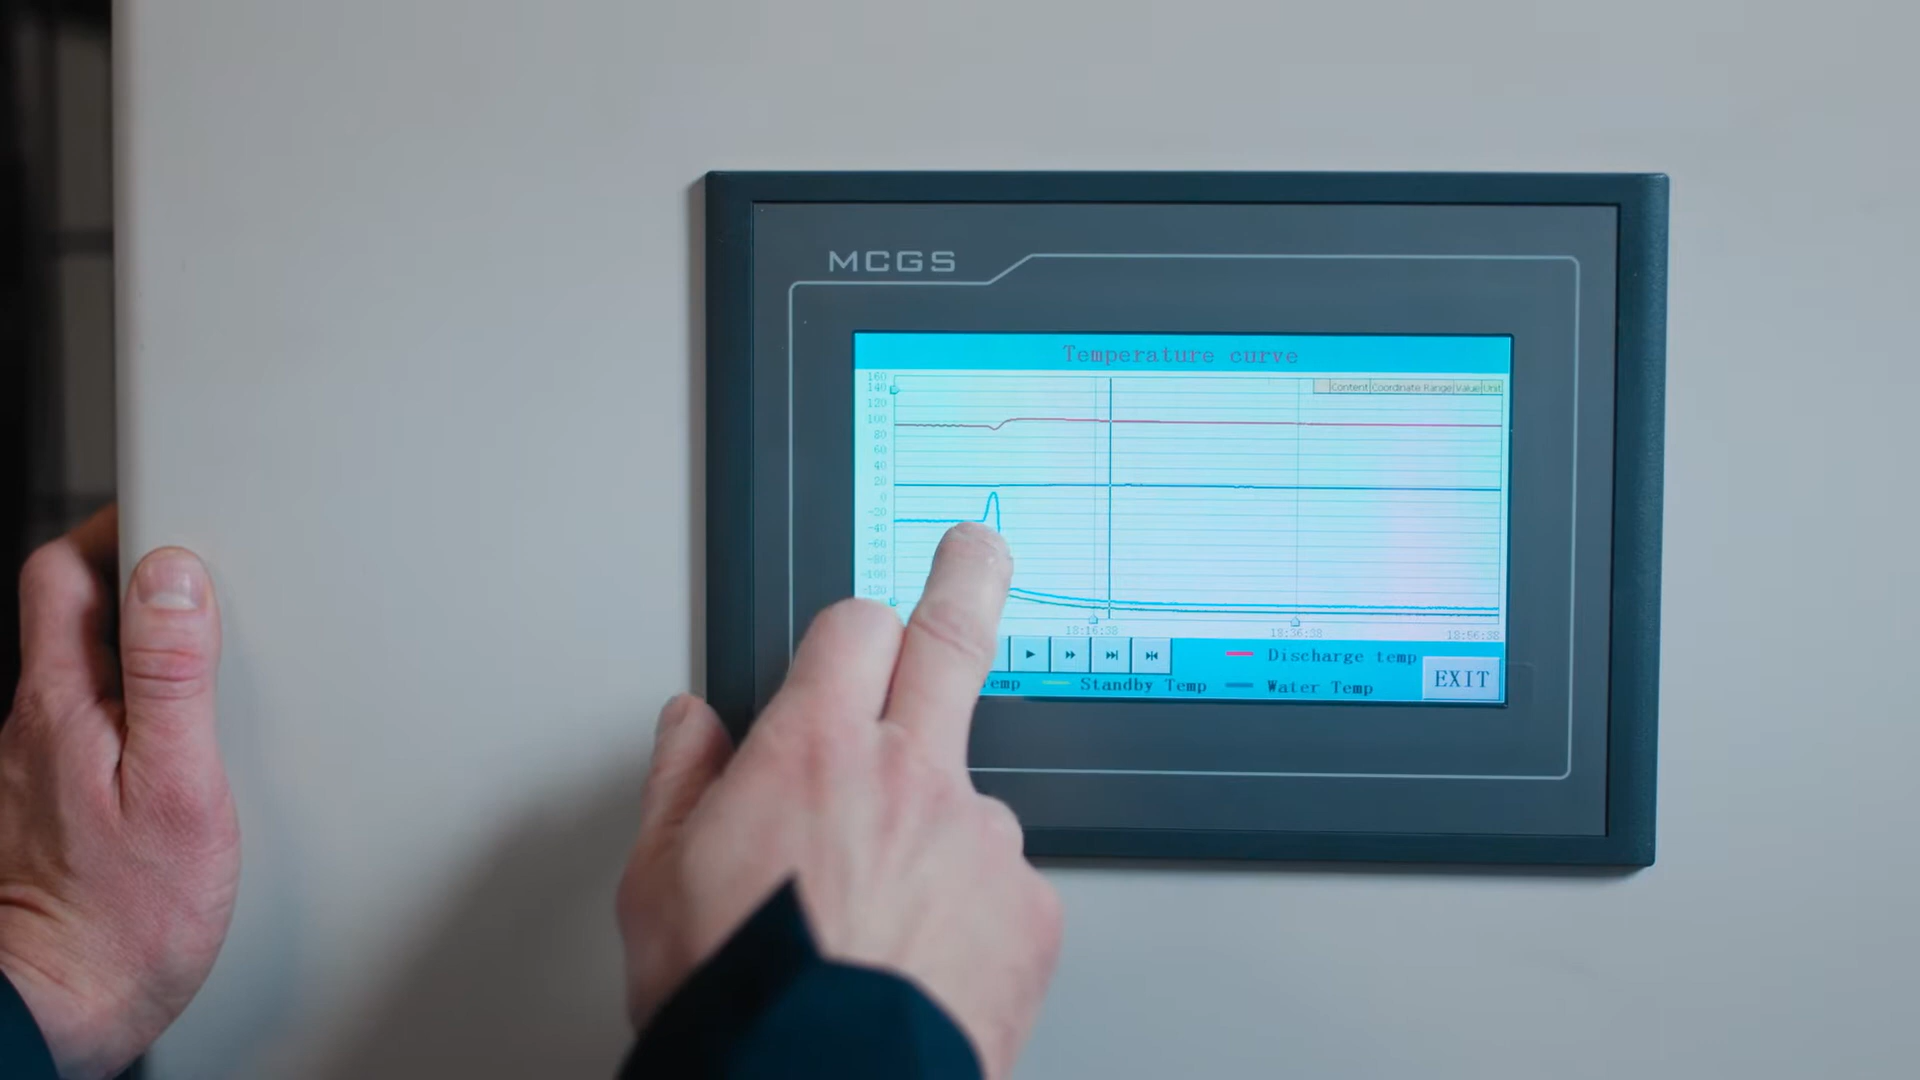 MCGS
Temperature curve
Content Coordinate Range Value Unit
160
140
120
100
80
60
40
20
0
-20
-40
-60
-80
-100
-120
18:16:38 18:36:38 18:56:38
Discharge temp
Temp Standby Temp Water Temp
EXIT